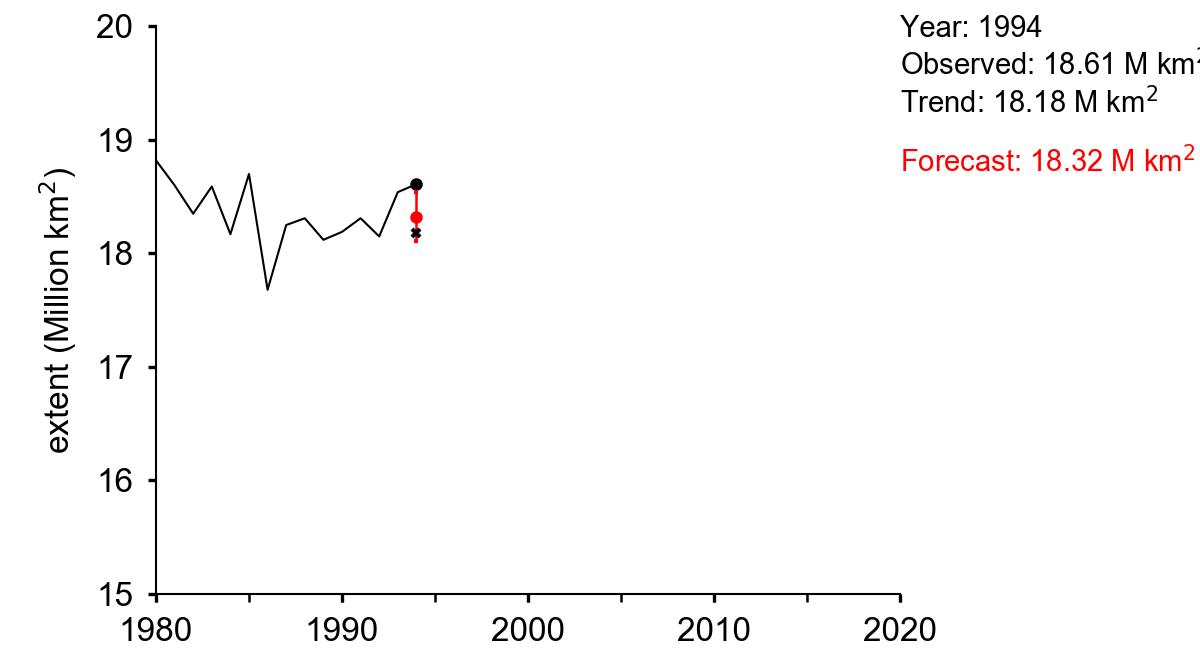 20
19
18
17
16
15
extent (Million km²)
1980 1990 2000 2010 2020
Year: 1994
Observed: 18.61 M km²
Trend: 18.18 M km²
Forecast: 18.32 M km²